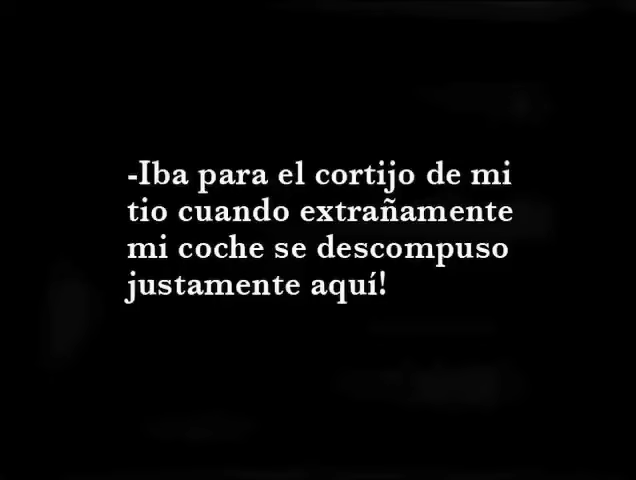 -Iba para el cortijo de mi
tio cuando extrañamente
mi coche se descompuso
justamente aquí!